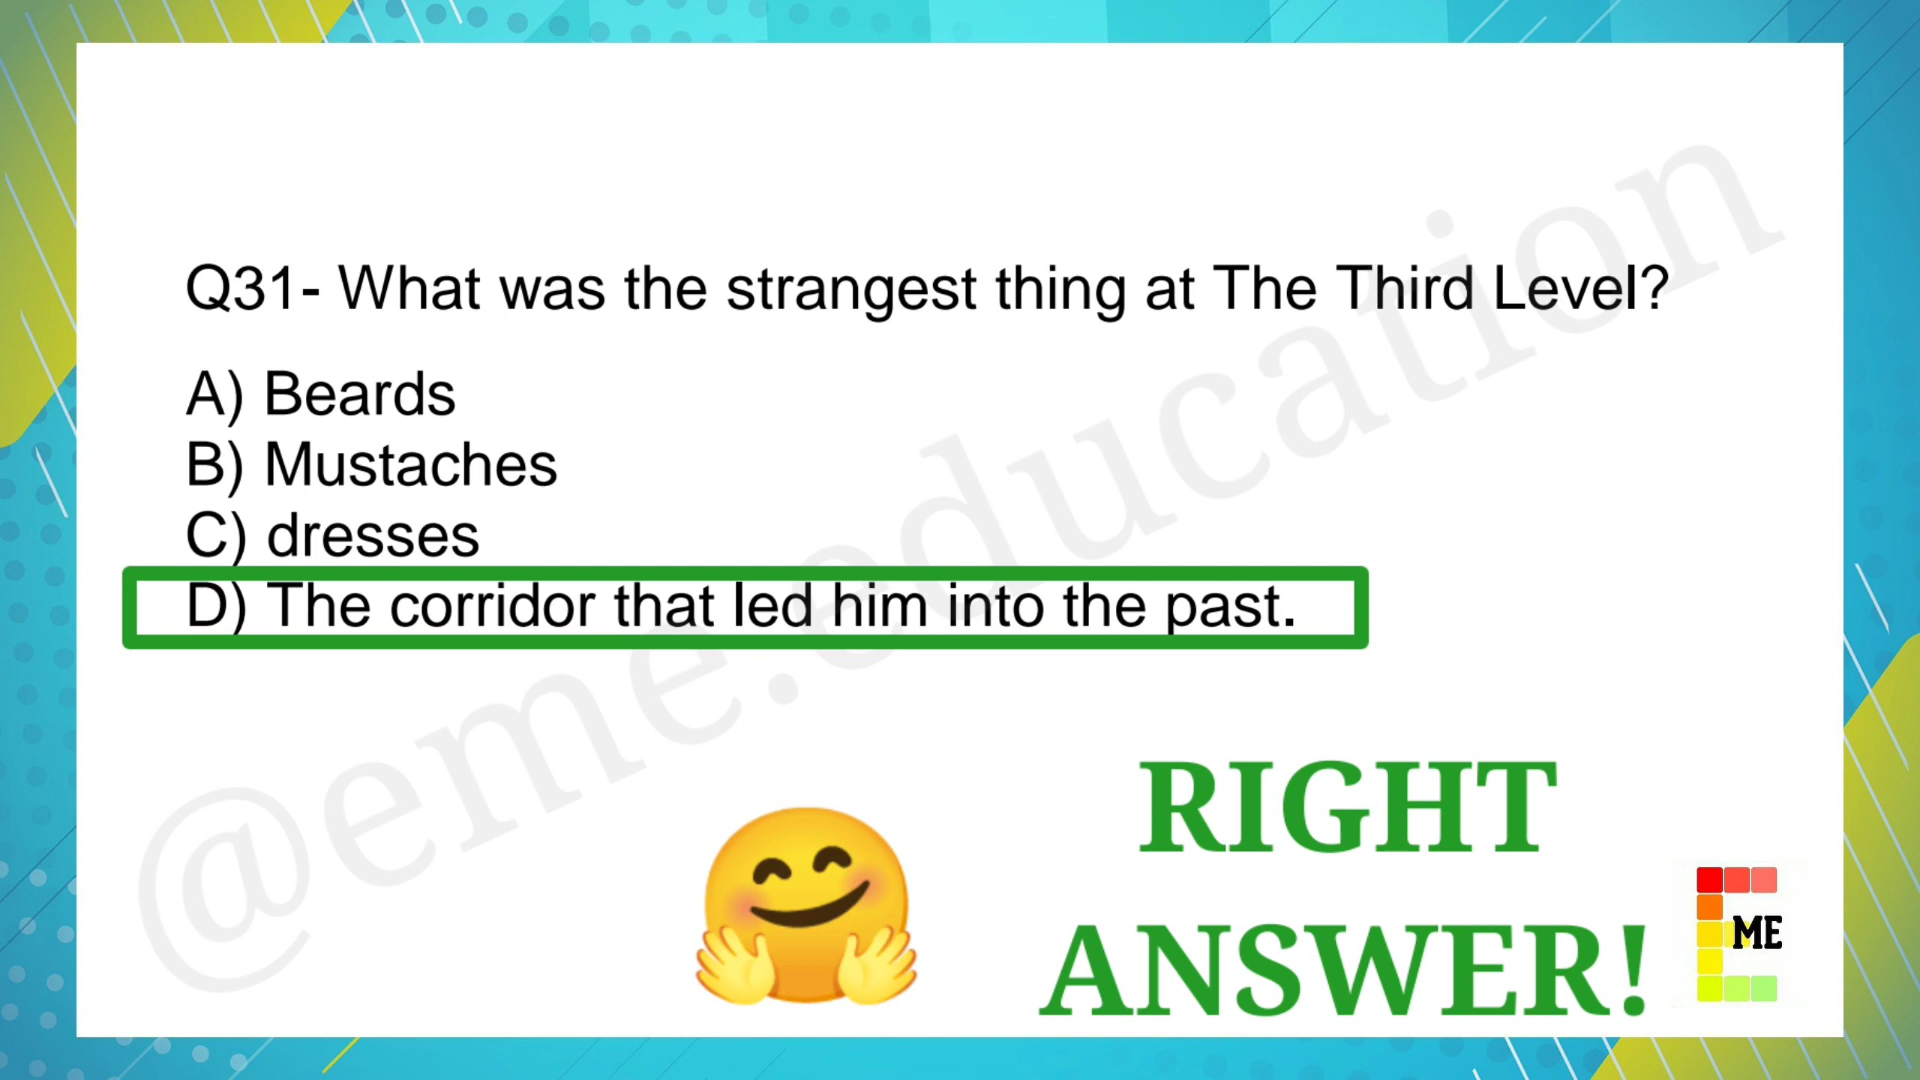 Q31- What was the strangest thing at The Third Level?
A) Beards
B) Mustaches
C) dresses
D) The corridor that led him into the past.
@eme.education
RIGHT
ANSWER!
ME